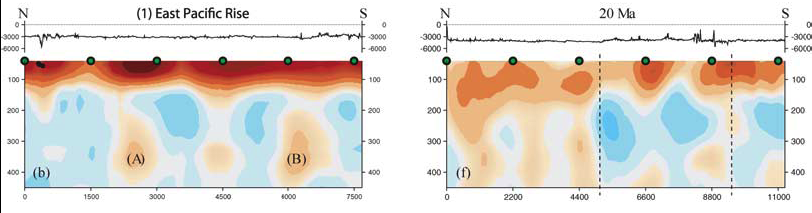 N (1) East Pacific Rise S
0 0
-3000 -3000
-6000 -6000
100 100
200 200
300 300
400 400
(A) (B)
(b)
0 1500 3000 4500 6000 7500
N 20 Ma S
0 0
-3000 -3000
-6000 -6000
100 100
200 200
300 300
400 400
(f)
0 2200 4400 6600 8800 11000